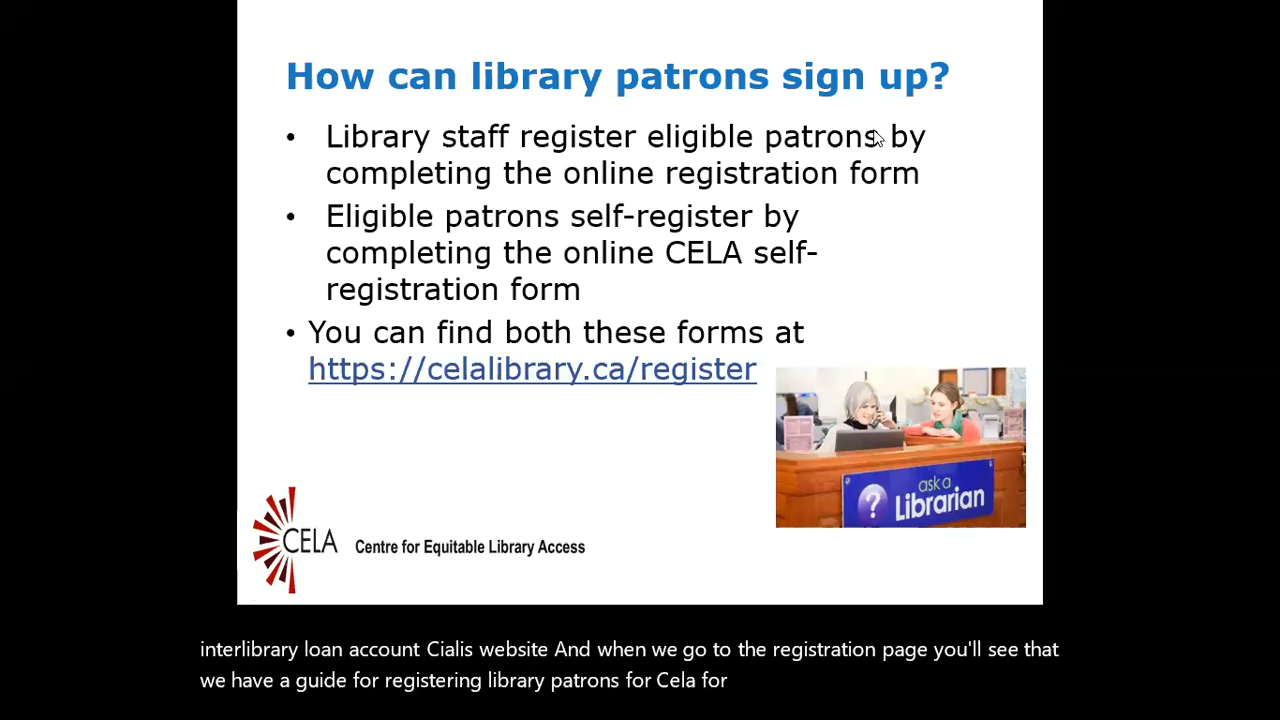 How can library patrons sign up?
• Library staff register eligible patrons by
completing the online registration form
• Eligible patrons self-register by
completing the online CELA self-
registration form
• You can find both these forms at
https://celalibrary.ca/register
ask a
? Librarian
CELA Centre for Equitable Library Access
interlibrary loan account Cialis website And when we go to the registration page you'll see that
we have a guide for registering library patrons for Cela for